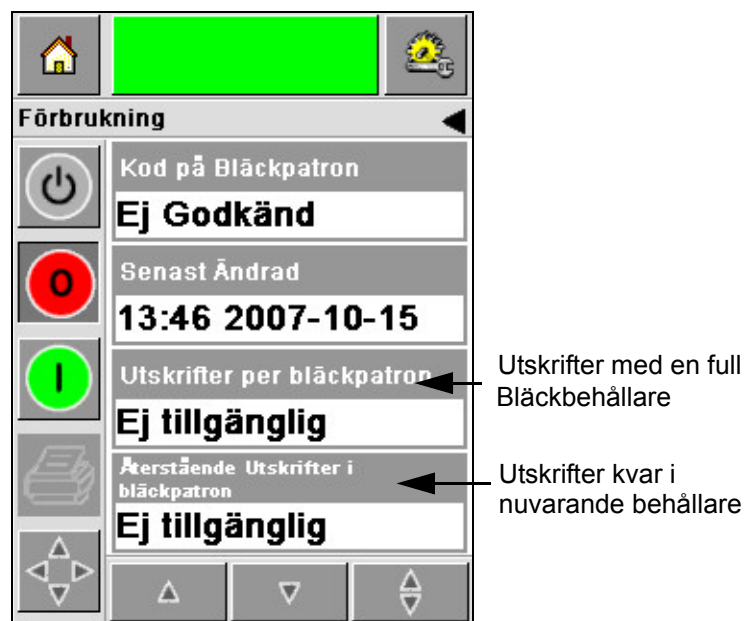 Förbrukning
Kod på Bläckpatron
Ej Godkänd
Senast Ändrad
13:46 2007-10-15
Utskrifter per bläckpatron
Ej tillgänglig
Återstående Utskrifter i
bläckpatron
Ej tillgänglig
O
I
Utskrifter med en full
Bläckbehållare
Utskrifter kvar i
nuvarande behållare